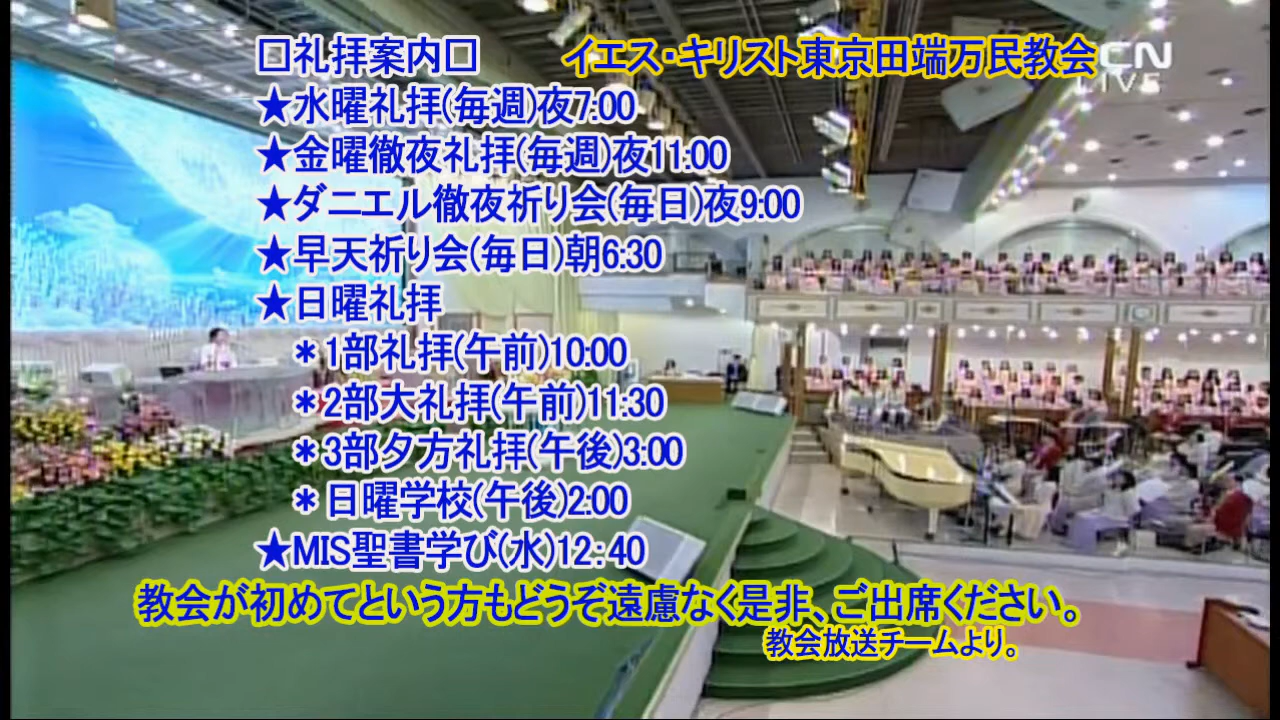 □礼拝案内□ イエス・キリスト東京田端万民教会
CN
LIVE
★水曜礼拝(毎週)夜7:00
★金曜徹夜礼拝(毎週)夜11:00
★ダニエル徹夜祈り会(毎日)夜9:00
★早天祈り会(毎日)朝6:30
★日曜礼拝
＊1部礼拝(午前)10:00
＊2部大礼拝(午前)11:30
＊3部夕方礼拝(午後)3:00
＊日曜学校(午後)2:00
★MIS聖書学び(水)12:40
教会が初めてという方もどうぞ遠慮なく是非、ご出席ください。
教会放送チームより。